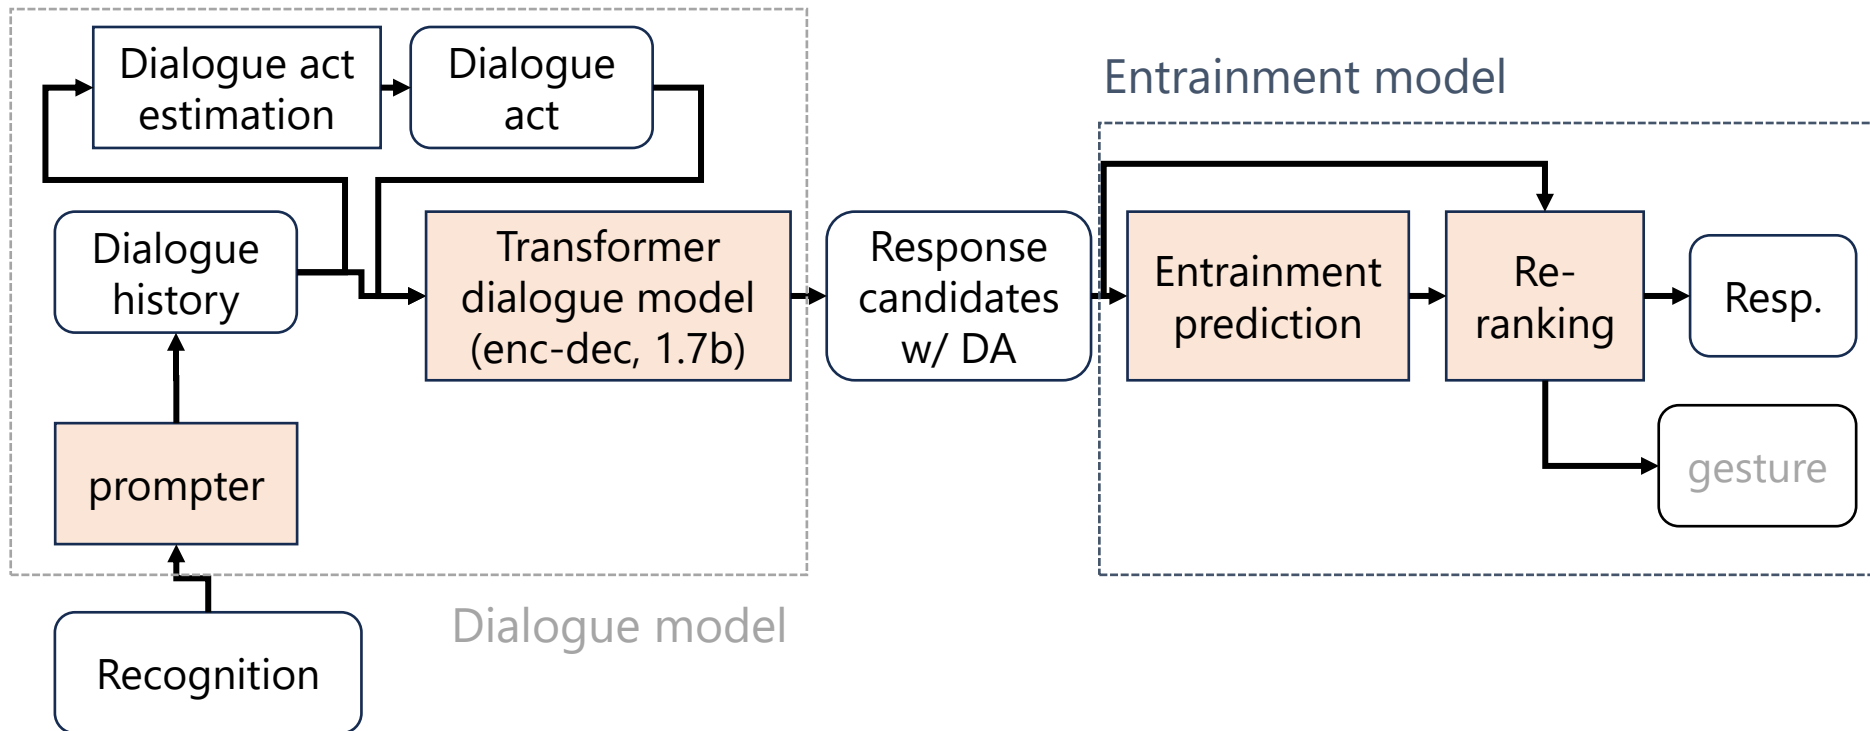 Dialogue act
estimation
Dialogue
act
Entrainment model
Dialogue
history
Transformer
dialogue model
(enc-dec, 1.7b)
Response
candidates
w/ DA
Entrainment
prediction
Re-
ranking
Resp.
prompter
gesture
Dialogue model
Recognition